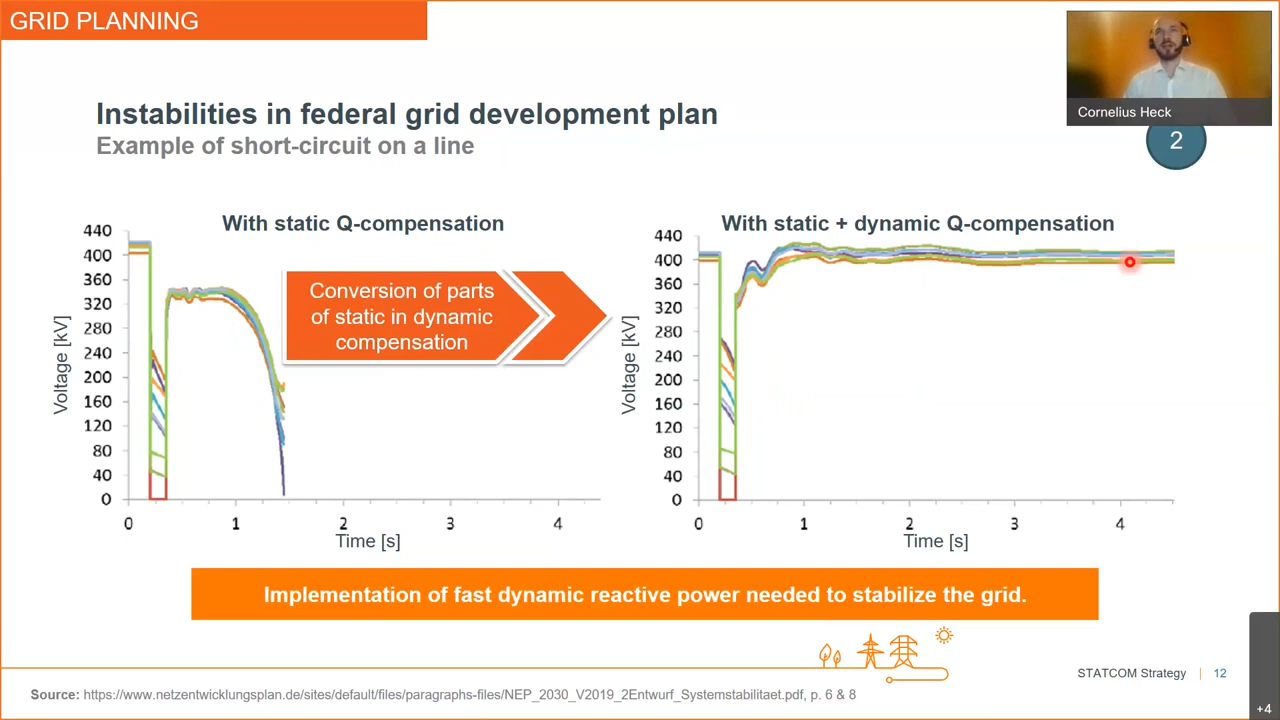 GRID PLANNING
Cornelius Heck
Instabilities in federal grid development plan
Example of short-circuit on a line
2
With static Q-compensation
With static + dynamic Q-compensation
Conversion of parts
of static in dynamic
compensation
Voltage [kV]
440
400
360
320
280
240
200
160
120
80
40
0
0 1 2 3 4
Time [s]
Voltage [kV]
440
400
360
320
280
240
200
160
120
80
40
0
0 1 2 3 4
Time [s]
Implementation of fast dynamic reactive power needed to stabilize the grid.
STATCOM Strategy | 12
Source: https://www.netzentwicklungsplan.de/sites/default/files/paragraphs-files/NEP_2030_V2019_2Entwurf_Systemstabilitaet.pdf, p. 6 & 8
+4